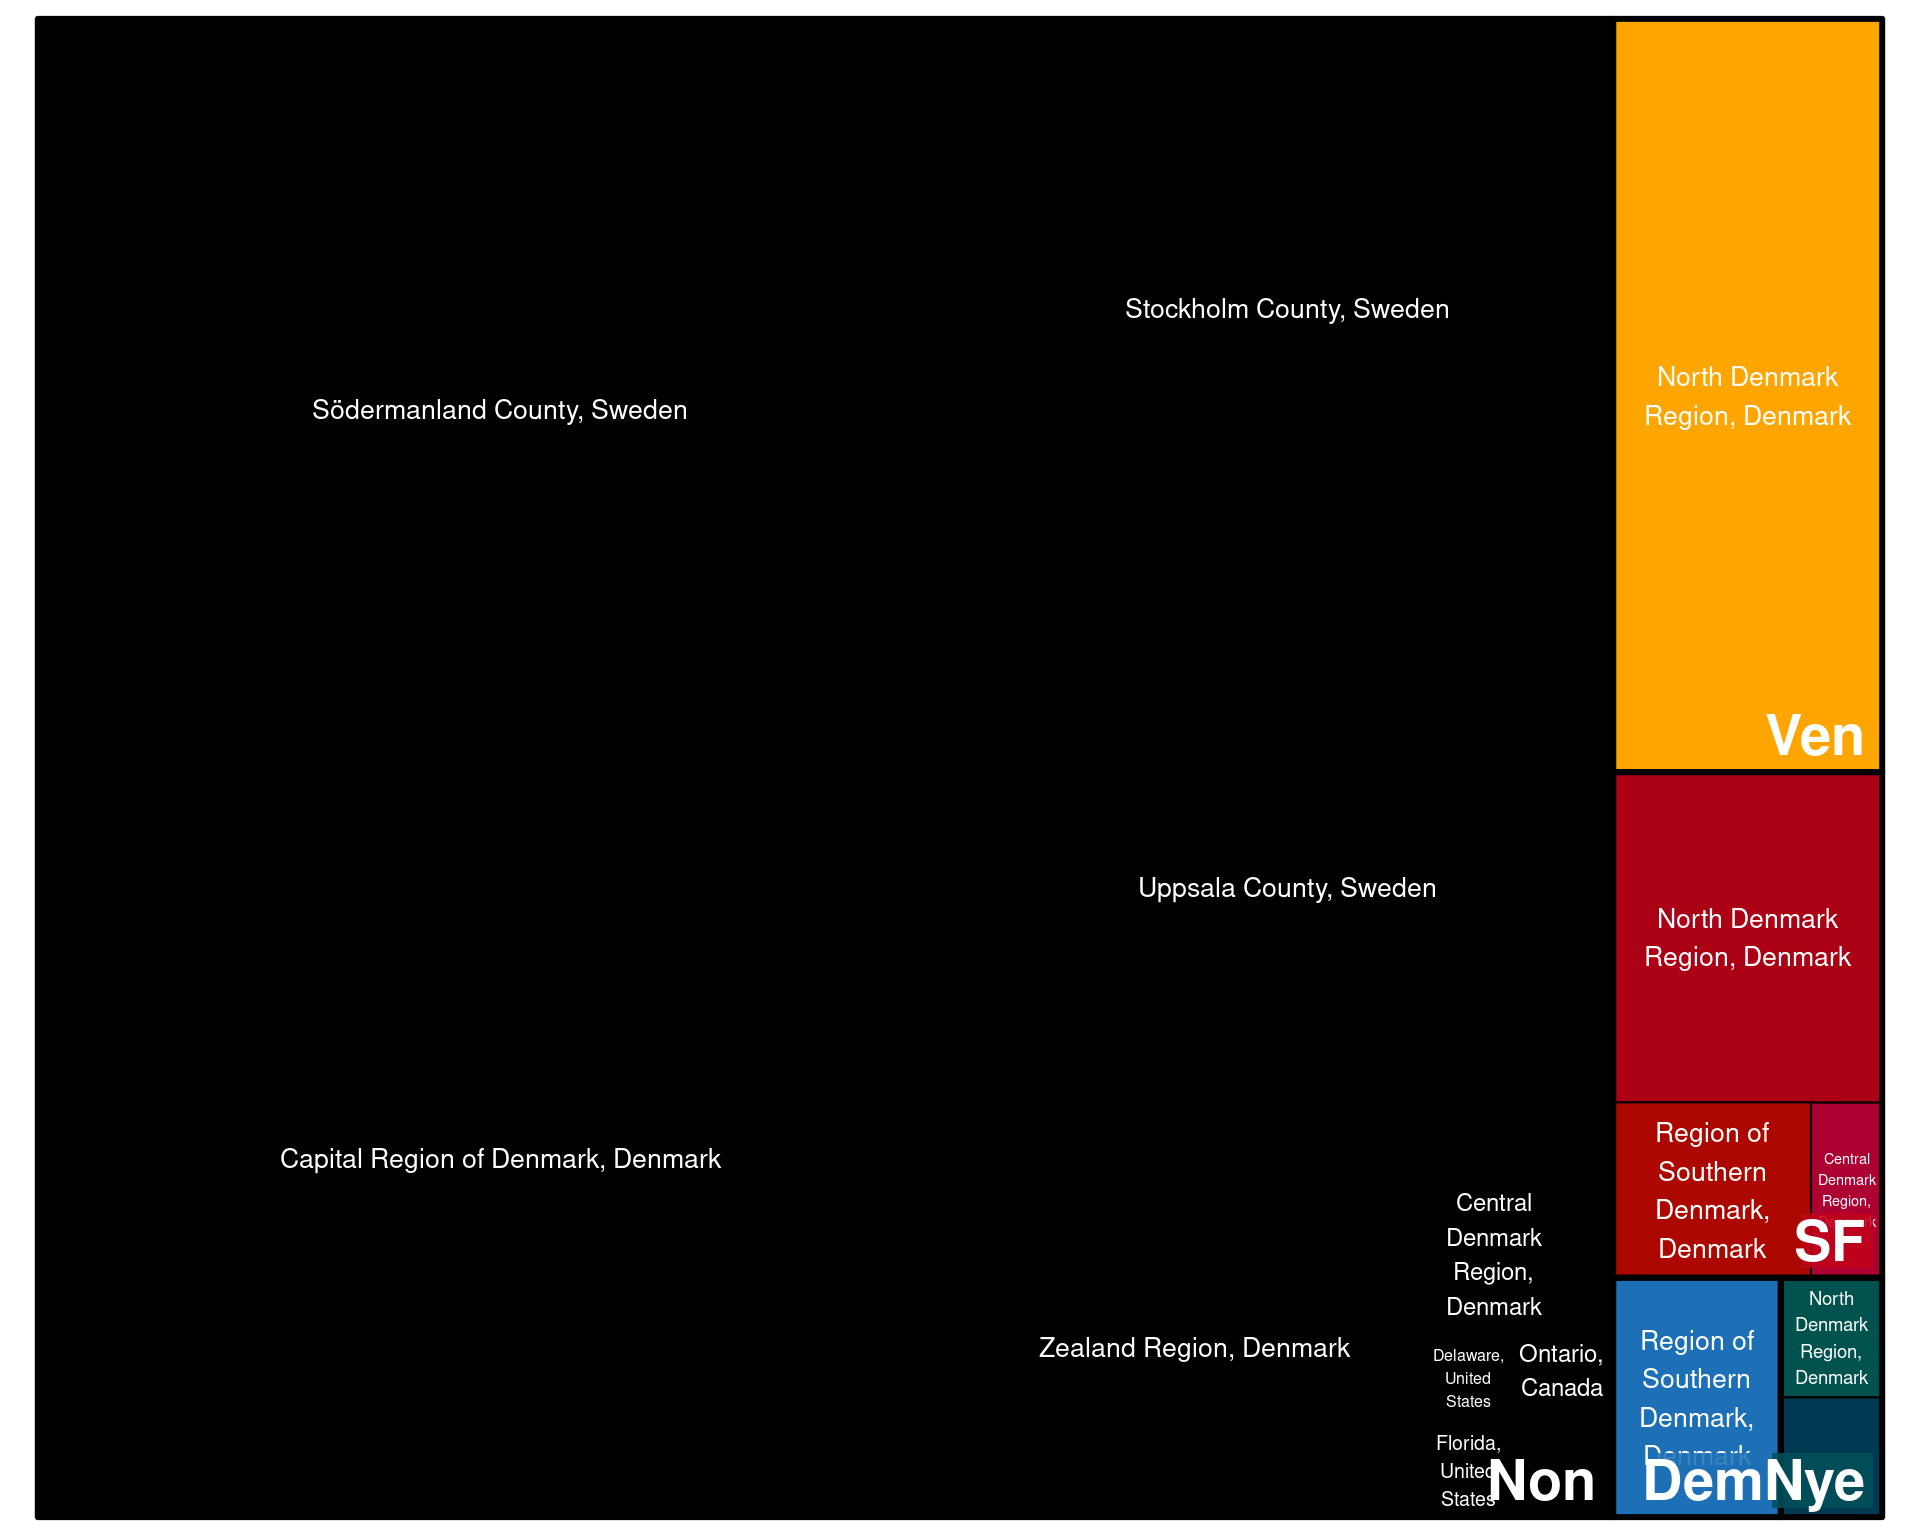 Södermanland County, Sweden
Stockholm County, Sweden
Uppsala County, Sweden
Capital Region of Denmark, Denmark
Zealand Region, Denmark
Central
Denmark
Region,
Denmark
Delaware,
United
States
Ontario,
Canada
Florida,
United
States
Non
North Denmark
Region, Denmark
Ven
North Denmark
Region, Denmark
Region of
Southern
Denmark,
Denmark
Central
Denmark
Region,
Denmark
SF
Region of
Southern
Denmark,
Denmark
Dem
North
Denmark
Region,
Denmark
Nye